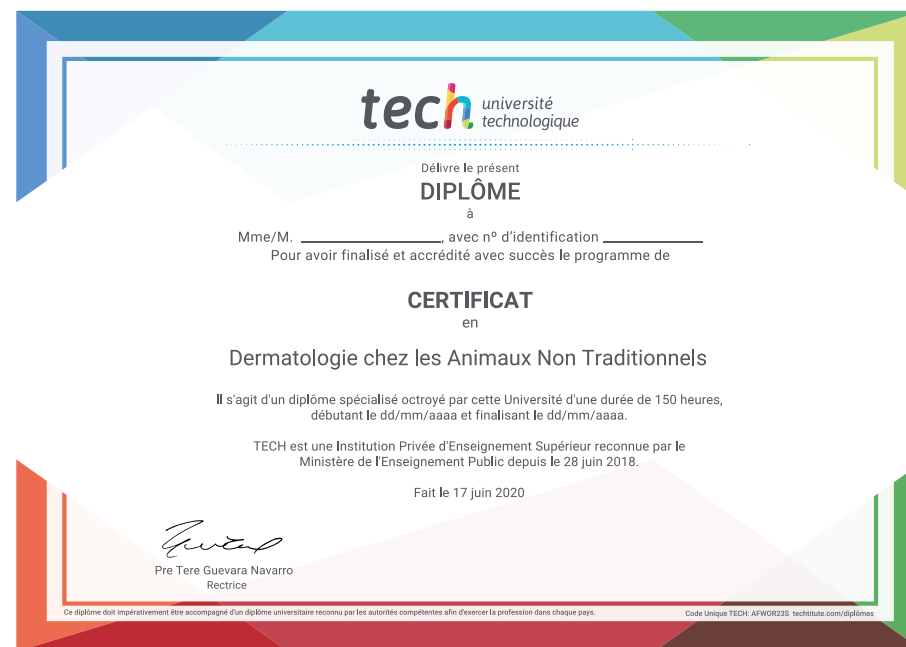 tech université
technologique
Délivre le présent
DIPLÔME
à
Mme/M. ____________________, avec nº d'identification ______________
Pour avoir finalisé et accrédité avec succès le programme de
CERTIFICAT
en
Dermatologie chez les Animaux Non Traditionnels
Il s'agit d'un diplôme spécialisé octroyé par cette Université d'une durée de 150 heures,
débutant le dd/mm/aaaa et finalisant le dd/mm/aaaa.
TECH est une Institution Privée d'Enseignement Supérieur reconnue par le
Ministère de l'Enseignement Public depuis le 28 juin 2018.
Fait le 17 juin 2020
Pre Tere Guevara Navarro
Rectrice
Ce diplôme doit impérativement être accompagné d'un diplôme universitaire reconnu par les autorités compétentes afin d'exercer la profession dans chaque pays.
Code Unique TECH: AFWOR23S techtitute.com/diplômes